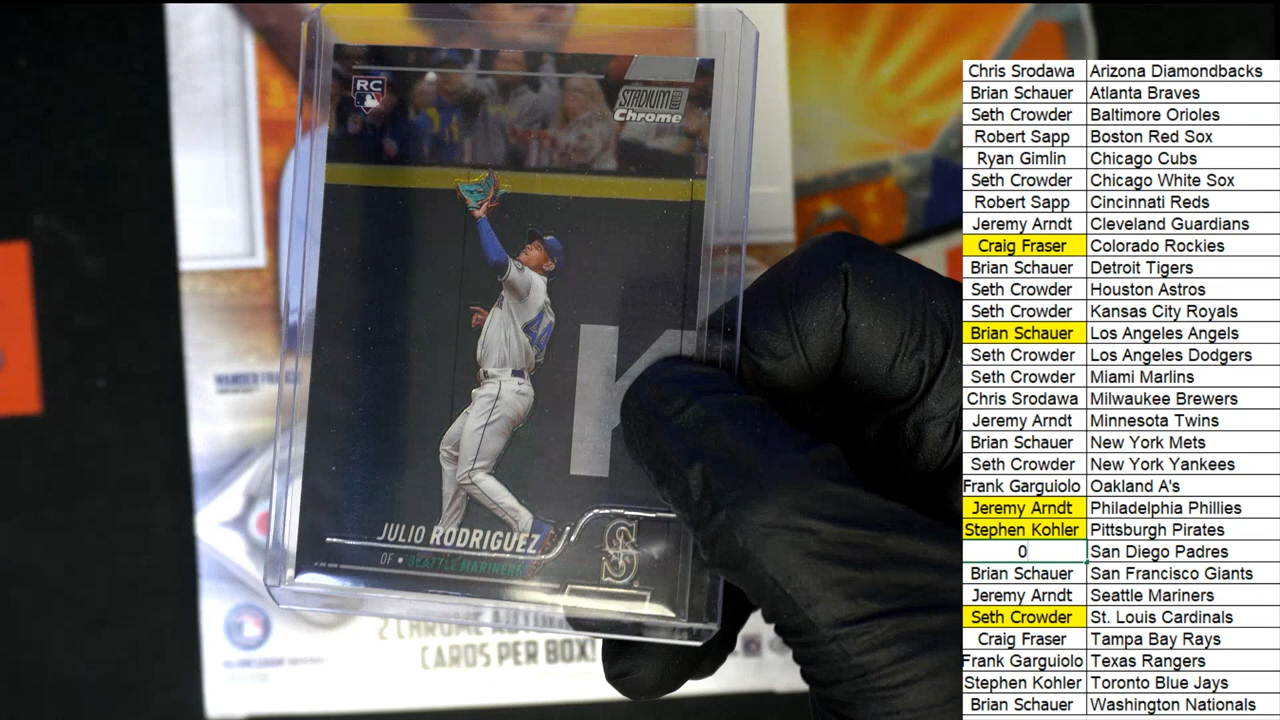 RC
STADIUM CLUB
Chrome
JULIO RODRIGUEZ
OF • SEATTLE MARINERS
44
K
S
WANDER FRANCO
2 CHROME
CARDS PER BOX!
Chris Srodawa Arizona Diamondbacks
Brian Schauer Atlanta Braves
Seth Crowder Baltimore Orioles
Robert Sapp Boston Red Sox
Ryan Gimlin Chicago Cubs
Seth Crowder Chicago White Sox
Robert Sapp Cincinnati Reds
Jeremy Arndt Cleveland Guardians
Craig Fraser Colorado Rockies
Brian Schauer Detroit Tigers
Seth Crowder Houston Astros
Seth Crowder Kansas City Royals
Brian Schauer Los Angeles Angels
Seth Crowder Los Angeles Dodgers
Seth Crowder Miami Marlins
Chris Srodawa Milwaukee Brewers
Jeremy Arndt Minnesota Twins
Brian Schauer New York Mets
Seth Crowder New York Yankees
Frank Garguiolo Oakland A's
Jeremy Arndt Philadelphia Phillies
Stephen Kohler Pittsburgh Pirates
0 San Diego Padres
Brian Schauer San Francisco Giants
Jeremy Arndt Seattle Mariners
Seth Crowder St. Louis Cardinals
Craig Fraser Tampa Bay Rays
Frank Garguiolo Texas Rangers
Stephen Kohler Toronto Blue Jays
Brian Schauer Washington Nationals